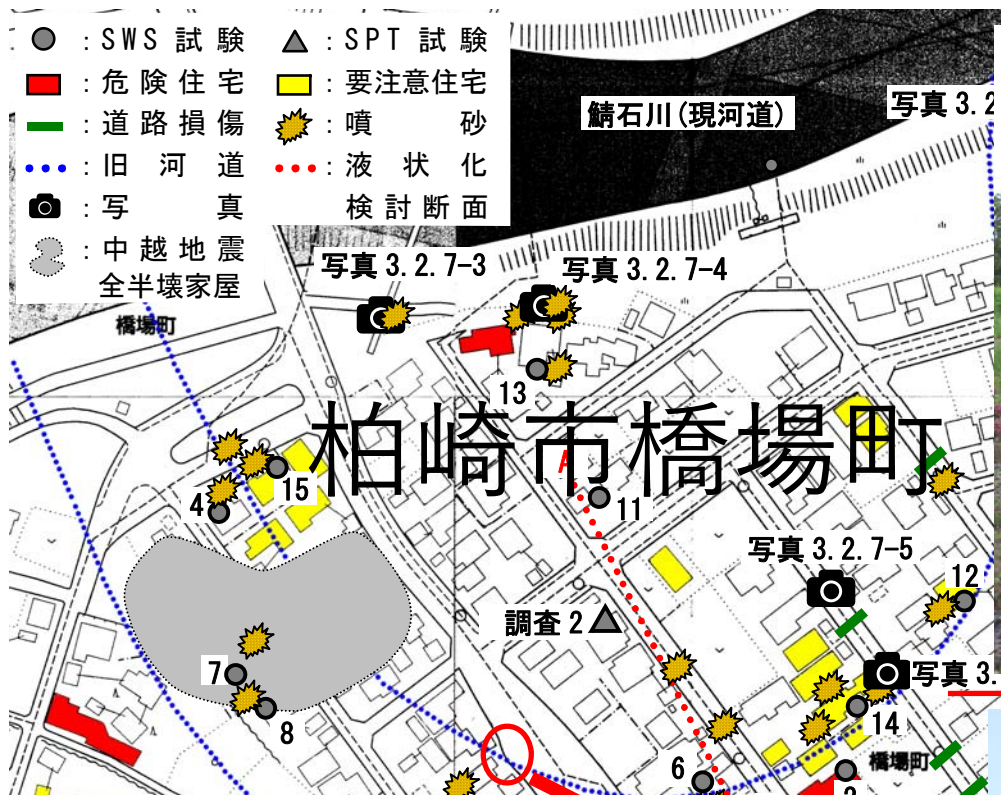 ：SWS試験 ：SPT試験
：危険住宅 ：要注意住宅
：道路損傷 ：噴砂
：旧河道 ：液状化
：写真 検討断面
：中越地震
全半壊家屋
鯖石川(現河道)
写真3.2
写真3.2.7-3
写真3.2.7-4
橋場町
13
柏崎市橋場町
A
4
15
11
写真3.2.7-5
12
調査2
7
写真3.
8
14
橋場町
6